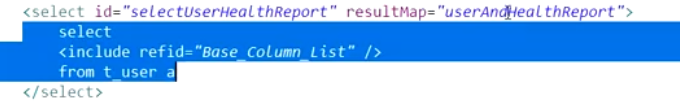 <select id="selectUserHealthReport" resultMap="userAndHealthReport">
select
<include refid="Base_Column_List" />
from t_user a
</select>